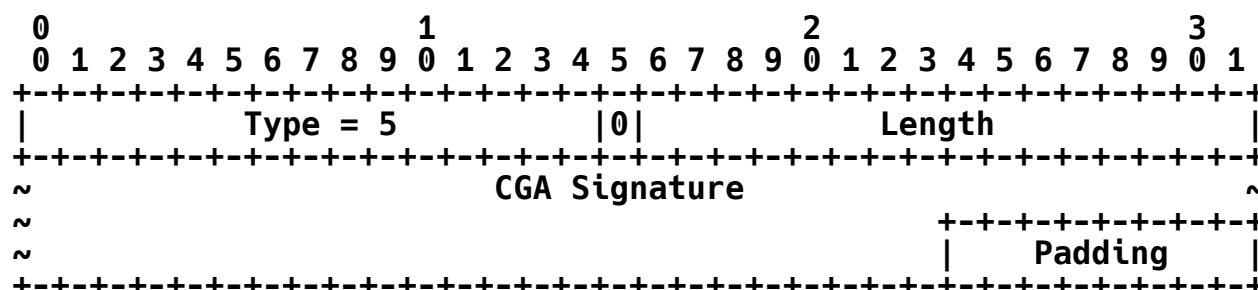 0                   1                   2                   3
 0 1 2 3 4 5 6 7 8 9 0 1 2 3 4 5 6 7 8 9 0 1 2 3 4 5 6 7 8 9 0 1
+-+-+-+-+-+-+-+-+-+-+-+-+-+-+-+-+-+-+-+-+-+-+-+-+-+-+-+-+-+-+-+-+
|           Type = 5          |0|            Length             |
+-+-+-+-+-+-+-+-+-+-+-+-+-+-+-+-+-+-+-+-+-+-+-+-+-+-+-+-+-+-+-+-+
~                        CGA Signature                          ~
~                                               +-+-+-+-+-+-+-+-+
~                                               |    Padding    |
+-+-+-+-+-+-+-+-+-+-+-+-+-+-+-+-+-+-+-+-+-+-+-+-+-+-+-+-+-+-+-+-+